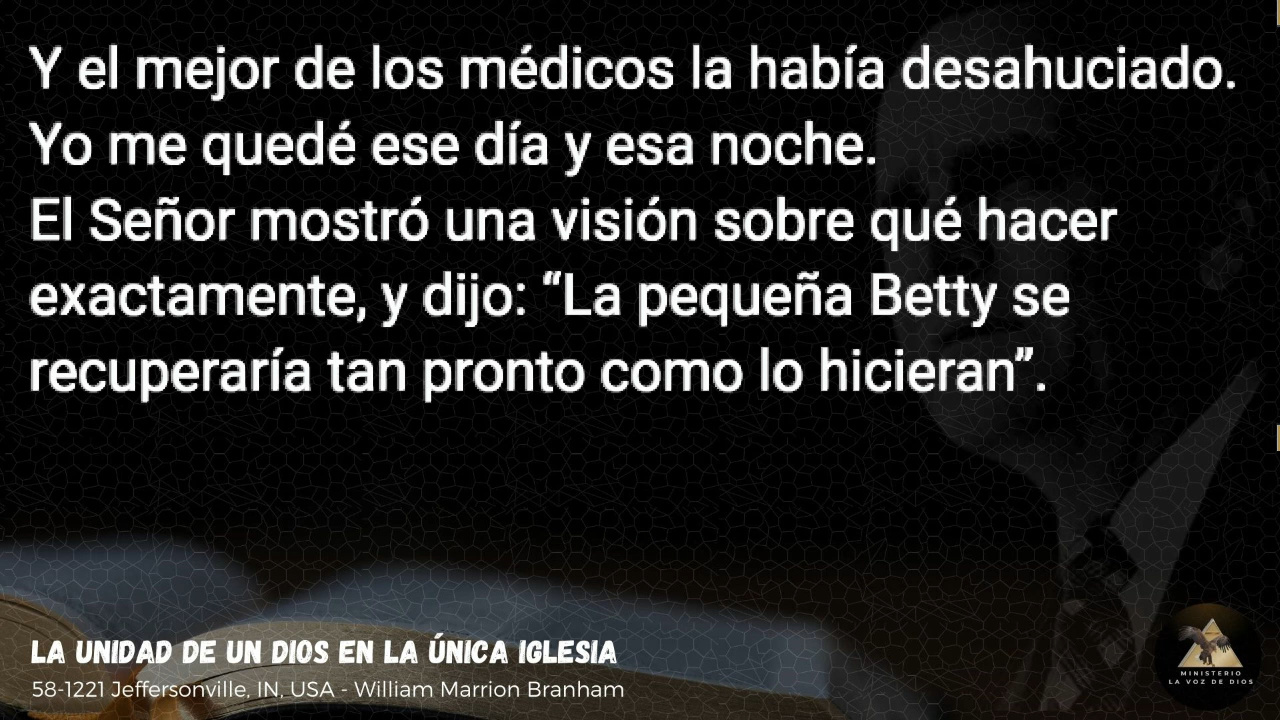 Y el mejor de los médicos la había desahuciado.
Yo me quedé ese día y esa noche.
El Señor mostró una visión sobre qué hacer
exactamente, y dijo: “La pequeña Betty se
recuperaría tan pronto como lo hicieran”.
LA UNIDAD DE UN DIOS EN LA ÚNICA IGLESIA
58-1221 Jeffersonville, IN, USA - William Marrion Branham
MINISTERIO
LA VOZ DE DIOS